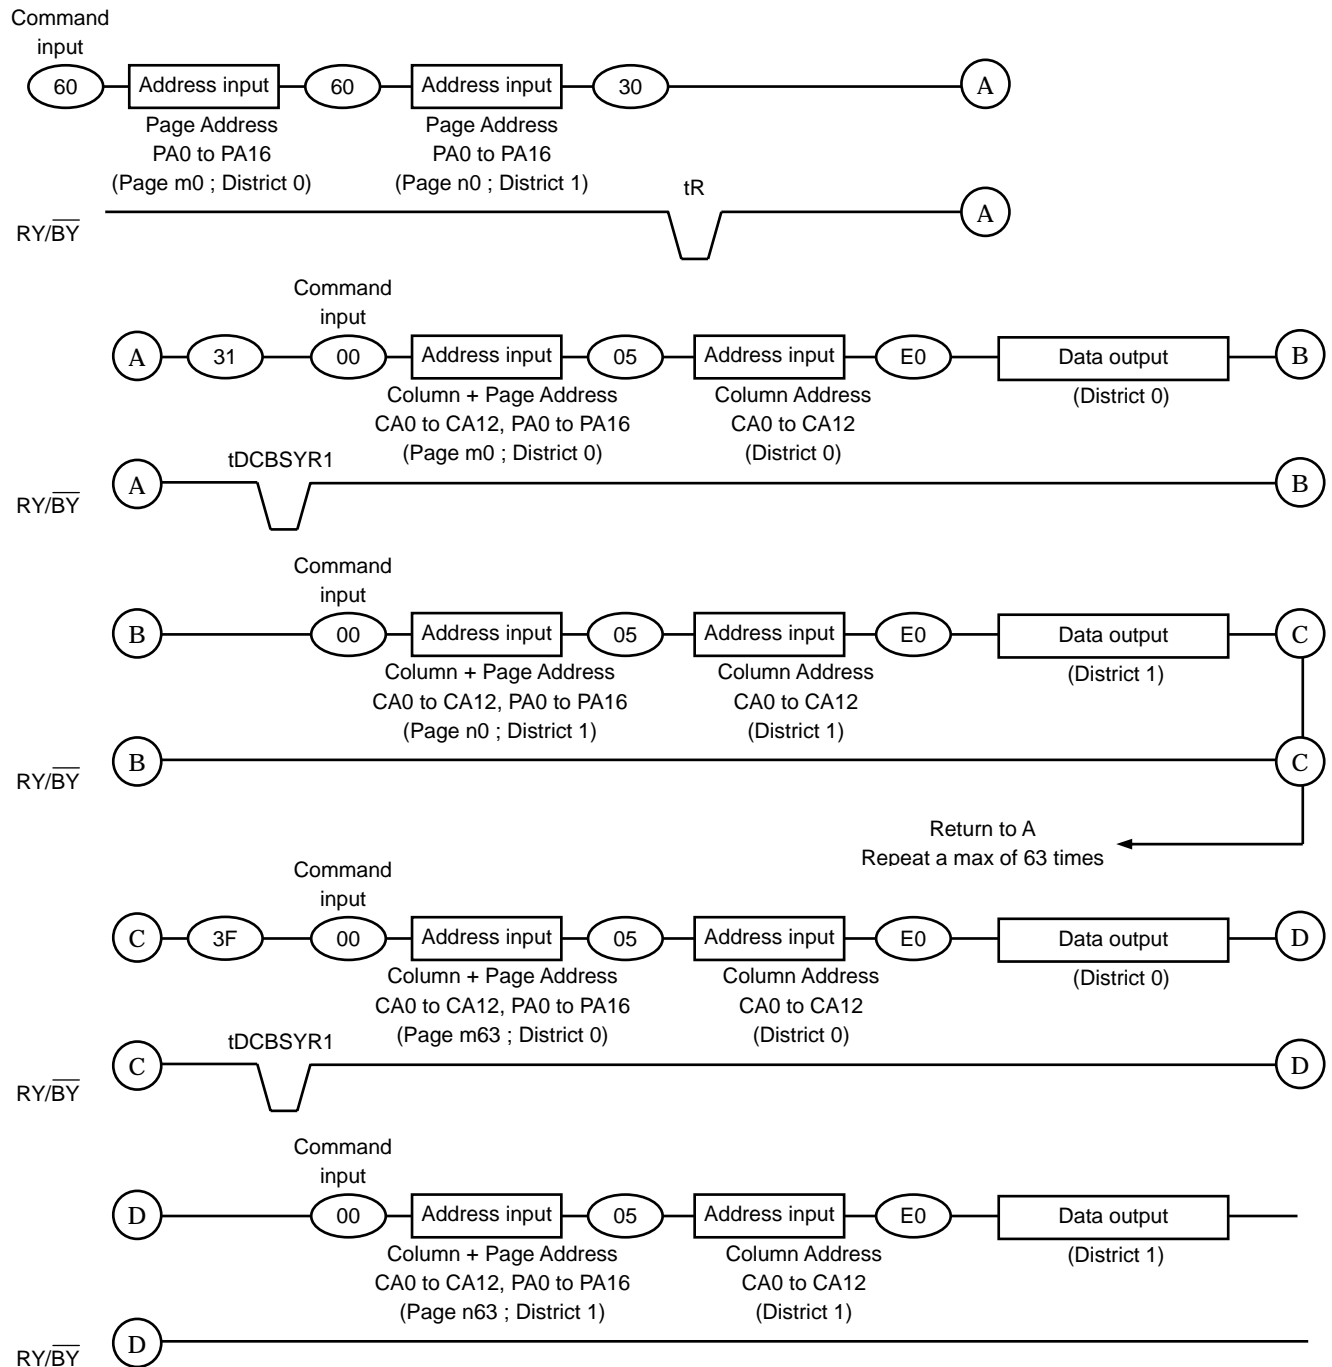 Command
input
60 Address input 60 Address input 30 A
Page Address Page Address
PA0 to PA16 PA0 to PA16
(Page m0 ; District 0) (Page n0 ; District 1)
tR
RY/BY A
Command
input
A 31 00 Address input 05 Address input E0 Data output B
Column + Page Address Column Address (District 0)
CA0 to CA12, PA0 to PA16 CA0 to CA12
(Page m0 ; District 0) (District 0)
tDCBSYR1
RY/BY A B
Command
input
B 00 Address input 05 Address input E0 Data output C
Column + Page Address Column Address (District 1)
CA0 to CA12, PA0 to PA16 CA0 to CA12
(Page n0 ; District 1) (District 1)
RY/BY B C
Return to A
Repeat a max of 63 times
Command
input
C 3F 00 Address input 05 Address input E0 Data output D
Column + Page Address Column Address (District 0)
CA0 to CA12, PA0 to PA16 CA0 to CA12
(Page m63 ; District 0) (District 0)
tDCBSYR1
RY/BY C D
Command
input
D 00 Address input 05 Address input E0 Data output
Column + Page Address Column Address (District 1)
CA0 to CA12, PA0 to PA16 CA0 to CA12
(Page n63 ; District 1) (District 1)
RY/BY D